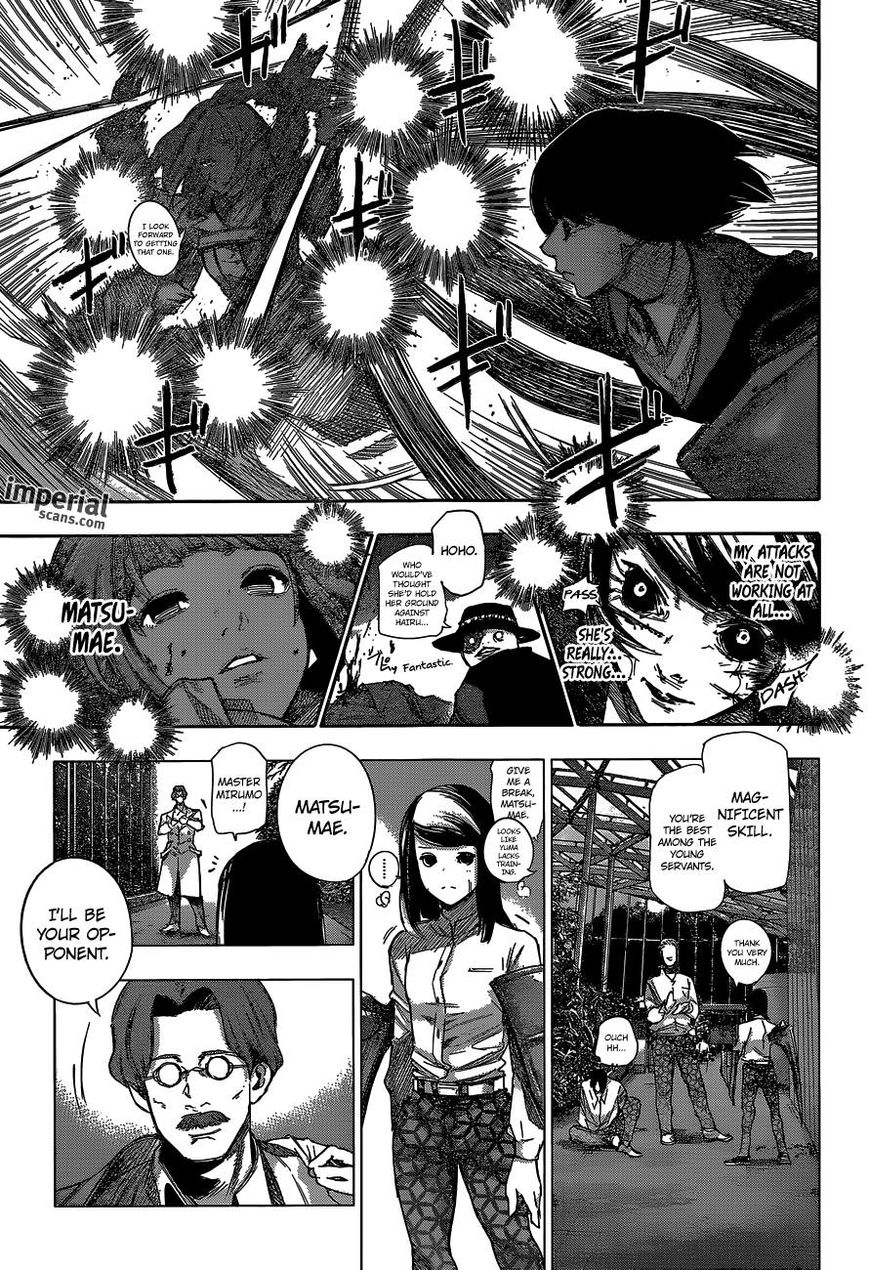 I LOOK
FORWARD
TO GETTING
THAT ONE.
imperial
scans.com
MY ATTACKS
ARE NOT
WORKING AT
ALL...
PASS
SHE'S
REALLY...
STRONG...
DASH
HOHO.
WHO
WOULD'VE
THOUGHT
SHE'D HOLD
HER GROUND
AGAINST
HAIRU...
Fantastic.
MATSU-
MAE.
MAG-
NIFICENT
SKILL.
YOU'RE
THE BEST
AMONG THE
YOUNG
SERVANTS.
THANK
YOU VERY
MUCH.
OUCH
HH...
GIVE
ME A
BREAK,
MATSU-
MAE.
LOOKS
LIKE
YUMA
LACKS
TRAIN-
ING.
......
MATSU-
MAE.
MASTER
MIRUMO
...!
I'LL BE
YOUR OP-
PONENT.